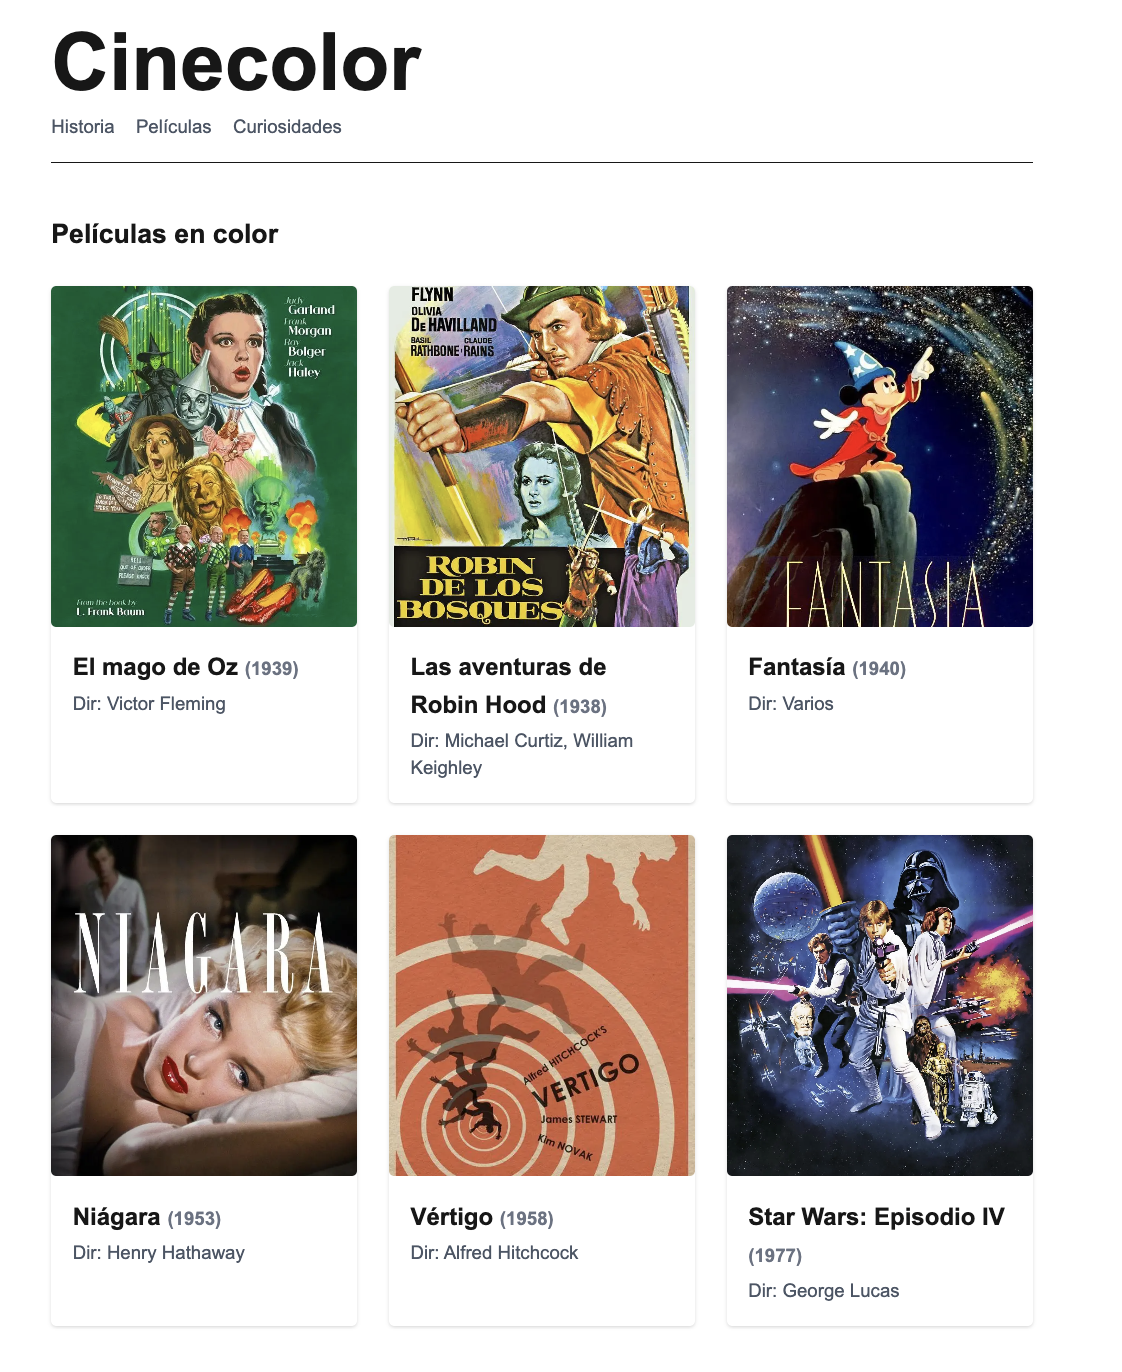 Cinecolor
Historia Películas Curiosidades
Películas en color
Judy
Garland
Frank
Morgan
Ray
Bolger
Jack
Haley
From the book by
L. Frank Baum
FLYNN
OLIVIA
DE HAVILLAND
BASIL CLAUDE
RATHBONE·RAINS
ROBIN
DE LOS
BOSQUES
FANTASIA
El mago de Oz (1939)
Dir: Victor Fleming
Las aventuras de
Robin Hood (1938)
Dir: Michael Curtiz, William
Keighley
Fantasía (1940)
Dir: Varios
NIAGARA
Alfred HITCHCOCK'S
VERTIGO
James STEWART
Kim NOVAK
Niágara (1953)
Dir: Henry Hathaway
Vértigo (1958)
Dir: Alfred Hitchcock
Star Wars: Episodio IV
(1977)
Dir: George Lucas